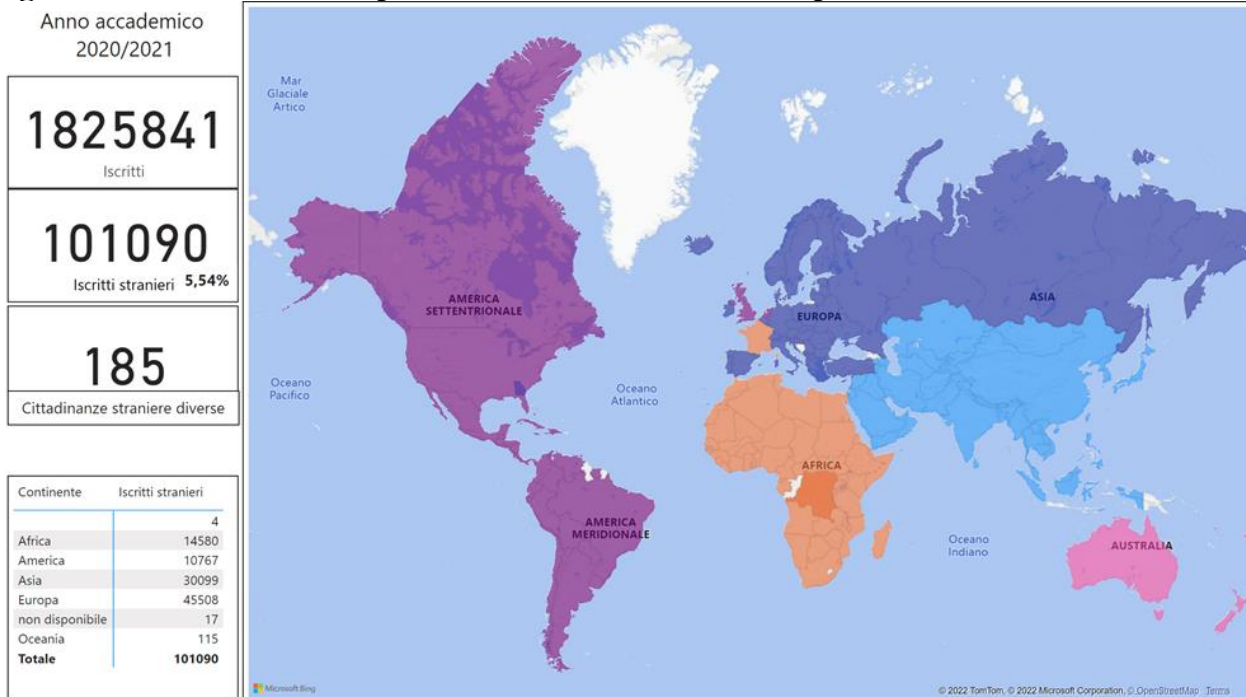 Anno accademico
2020/2021
1825841
Iscritti
101090
Iscritti stranieri 5,54%
185
Cittadinanze straniere diverse
Continente Iscritti stranieri
4
Africa 14580
America 10767
Asia 30099
Europa 45508
non disponibile 17
Oceania 115
Totale 101090
Mar
Glaciale
Artico
AMERICA
SETTENTRIONALE
EUROPA
ASIA
Oceano
Pacifico
Oceano
Atlantico
AFRICA
AMERICA
MERIDIONALE
Oceano
Indiano
AUSTRALIA
Microsoft Bing
© 2022 TomTom, © 2022 Microsoft Corporation, © OpenStreetMap Terms